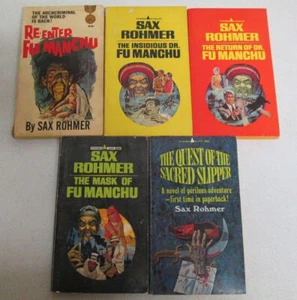 THE ARCHCRIMINAL OF THE
WORLD IS BACK!
RE ENTER
FU MANCHU
By SAX ROHMER
SAX
ROHMER
THE INSIDIOUS DR.
FU MANCHU
SAX
ROHMER
THE RETURN OF DR.
FU MANCHU
SAX
ROHMER
THE MASK OF
FU MANCHU
THE QUEST OF THE
SACRED SLIPPER
A novel of perilous adventure
—first time in paperback!
Sax Rohmer